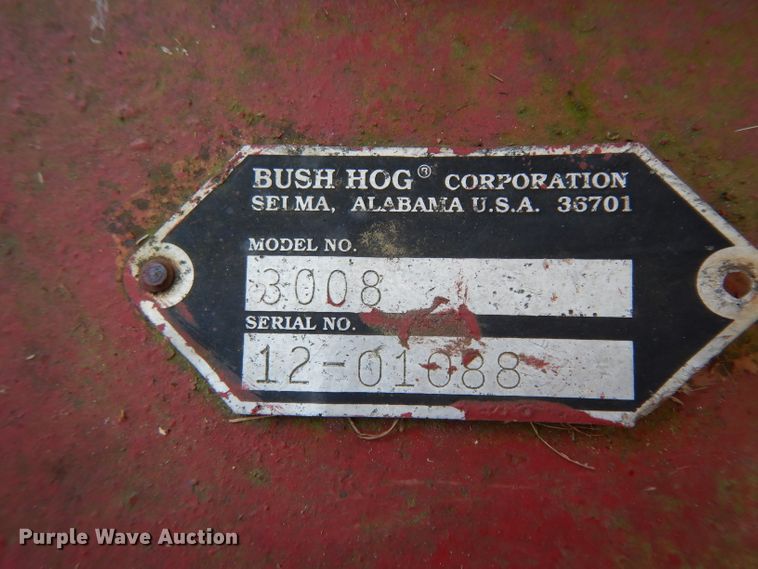 BUSH HOG® CORPORATION
SELMA, ALABAMA U.S.A. 36701
MODEL NO.
3008
SERIAL NO.
12-01088
Purple Wave Auction